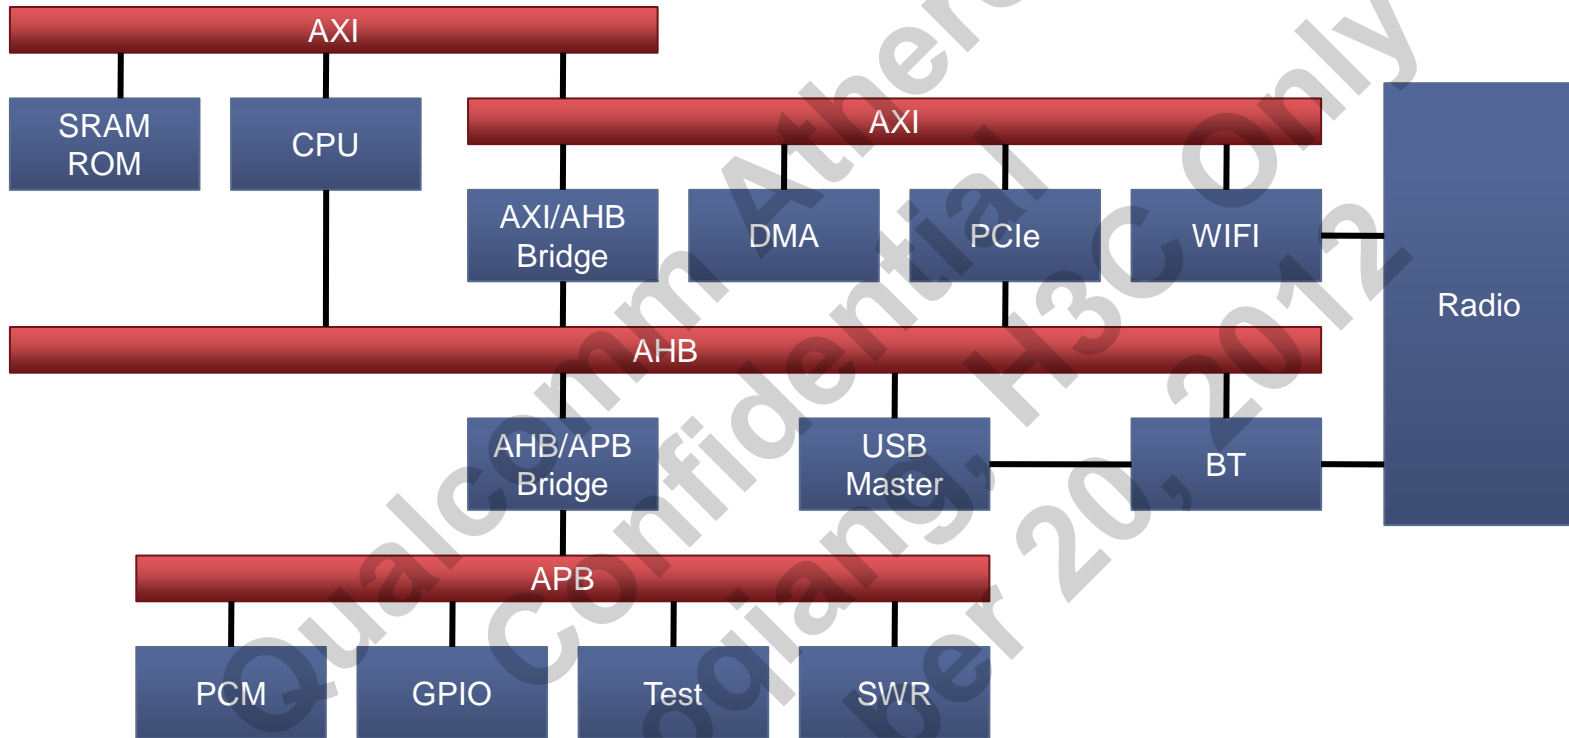 AXI
SRAM
ROM
CPU
AXI
AXI/AHB
Bridge
DMA
PCIe
WIFI
Radio
AHB
AHB/APB
Bridge
USB
Master
BT
APB
PCM
GPIO
Test
SWR
Qualcomm
Confidential
H3C Only
20, 2012